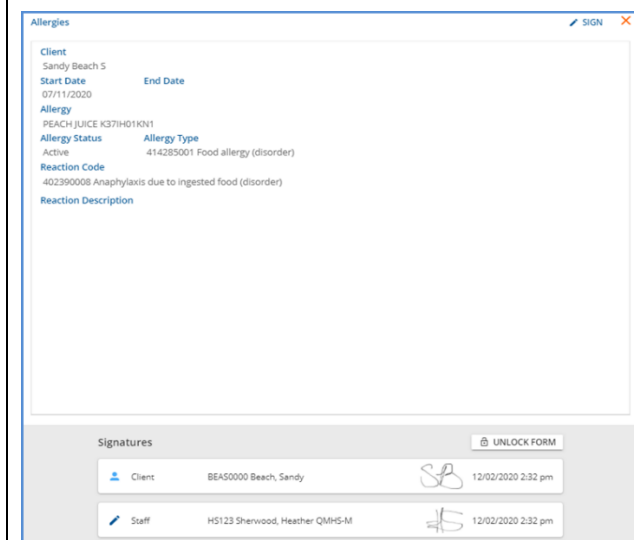 Allergies SIGN
Client
Sandy Beach S
Start Date End Date
07/11/2020
Allergy
PEACH JUICE K37IH01KN1
Allergy Status Allergy Type
Active 414285001 Food allergy (disorder)
Reaction Code
402390008 Anaphylaxis due to ingested food (disorder)
Reaction Description
Signatures UNLOCK FORM
Client BEAS0000 Beach, Sandy SB 12/02/2020 2:32 pm
Staff HS123 Sherwood, Heather QMHS-M HS 12/02/2020 2:32 pm